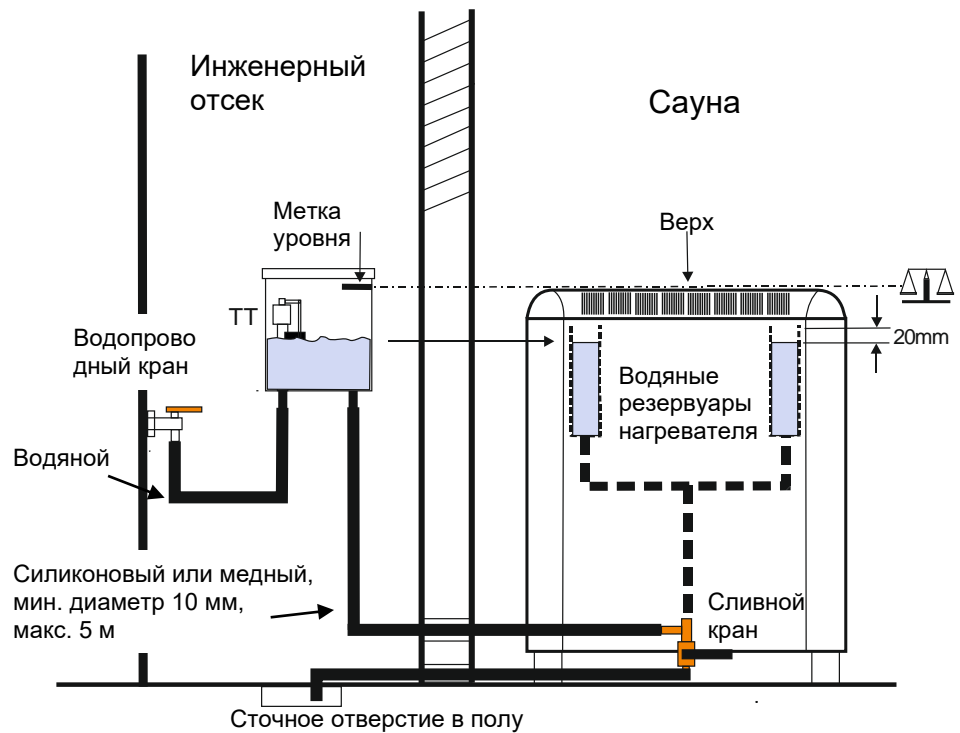 Инженерный
отсек
Сауна
Метка
уровня
Верх
ТТ
Водопрово
дный кран
20mm
Водяные
резервуары
нагревателя
Водяной
Силиконовый или медный,
мин. диаметр 10 мм,
макс. 5 м
Сливной
кран
Сточное отверстие в полу